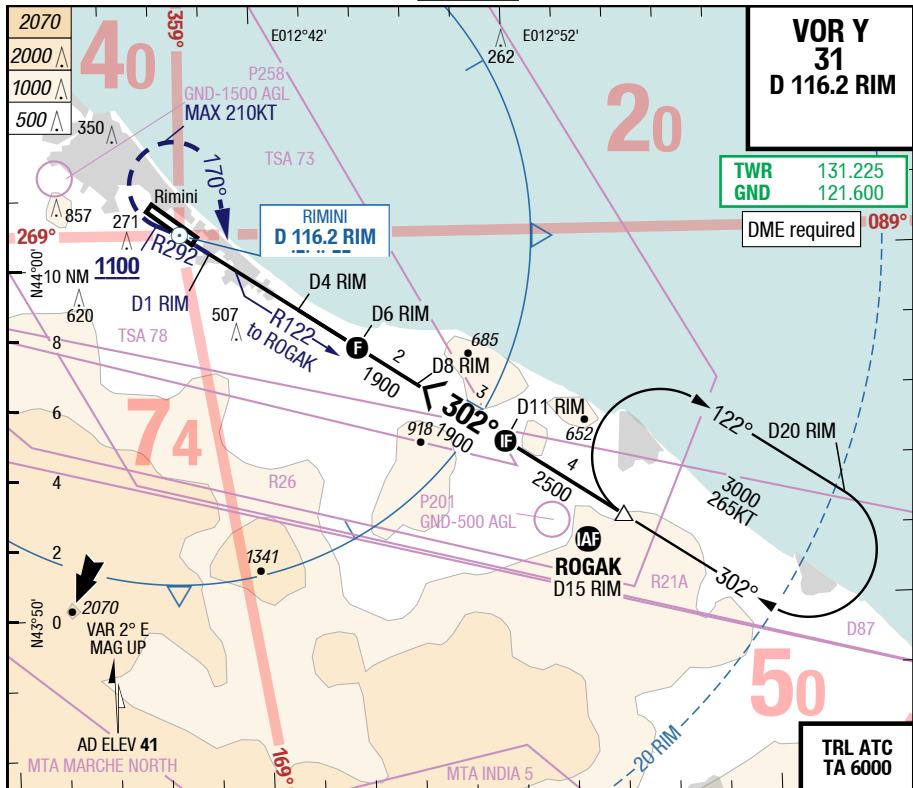 2070
2000
1000
500
359°
40
E012°42'
E012°52'
262
VOR Y
31
D 116.2 RIM
P258
GND-1500 AGL
MAX 210KT
350
TSA 73
20
170°
TWR 131.225
GND 121.600
DME required
089°
Rimini
857
271
269°
R292
RIMINI
D 116.2 RIM
N44°00'
10 NM
1100
620
D1 RIM
D4 RIM
D6 RIM
507
R122
to ROGAK
TSA 78
8
F
2
1900
685
D8 RIM
3
302°
1900
D11 RIM
IF
652
918
122°
D20 RIM
6
74
4
2500
3000
265KT
4
R26
P201
GND-500 AGL
2
1341
IAF
ROGAK
D15 RIM
302°
R21A
N43°50'
0
2070
VAR 2° E
MAG UP
D87
50
AD ELEV 41
MTA MARCHE NORTH
169°
MTA INDIA 5
20 RIM
TRL ATC
TA 6000